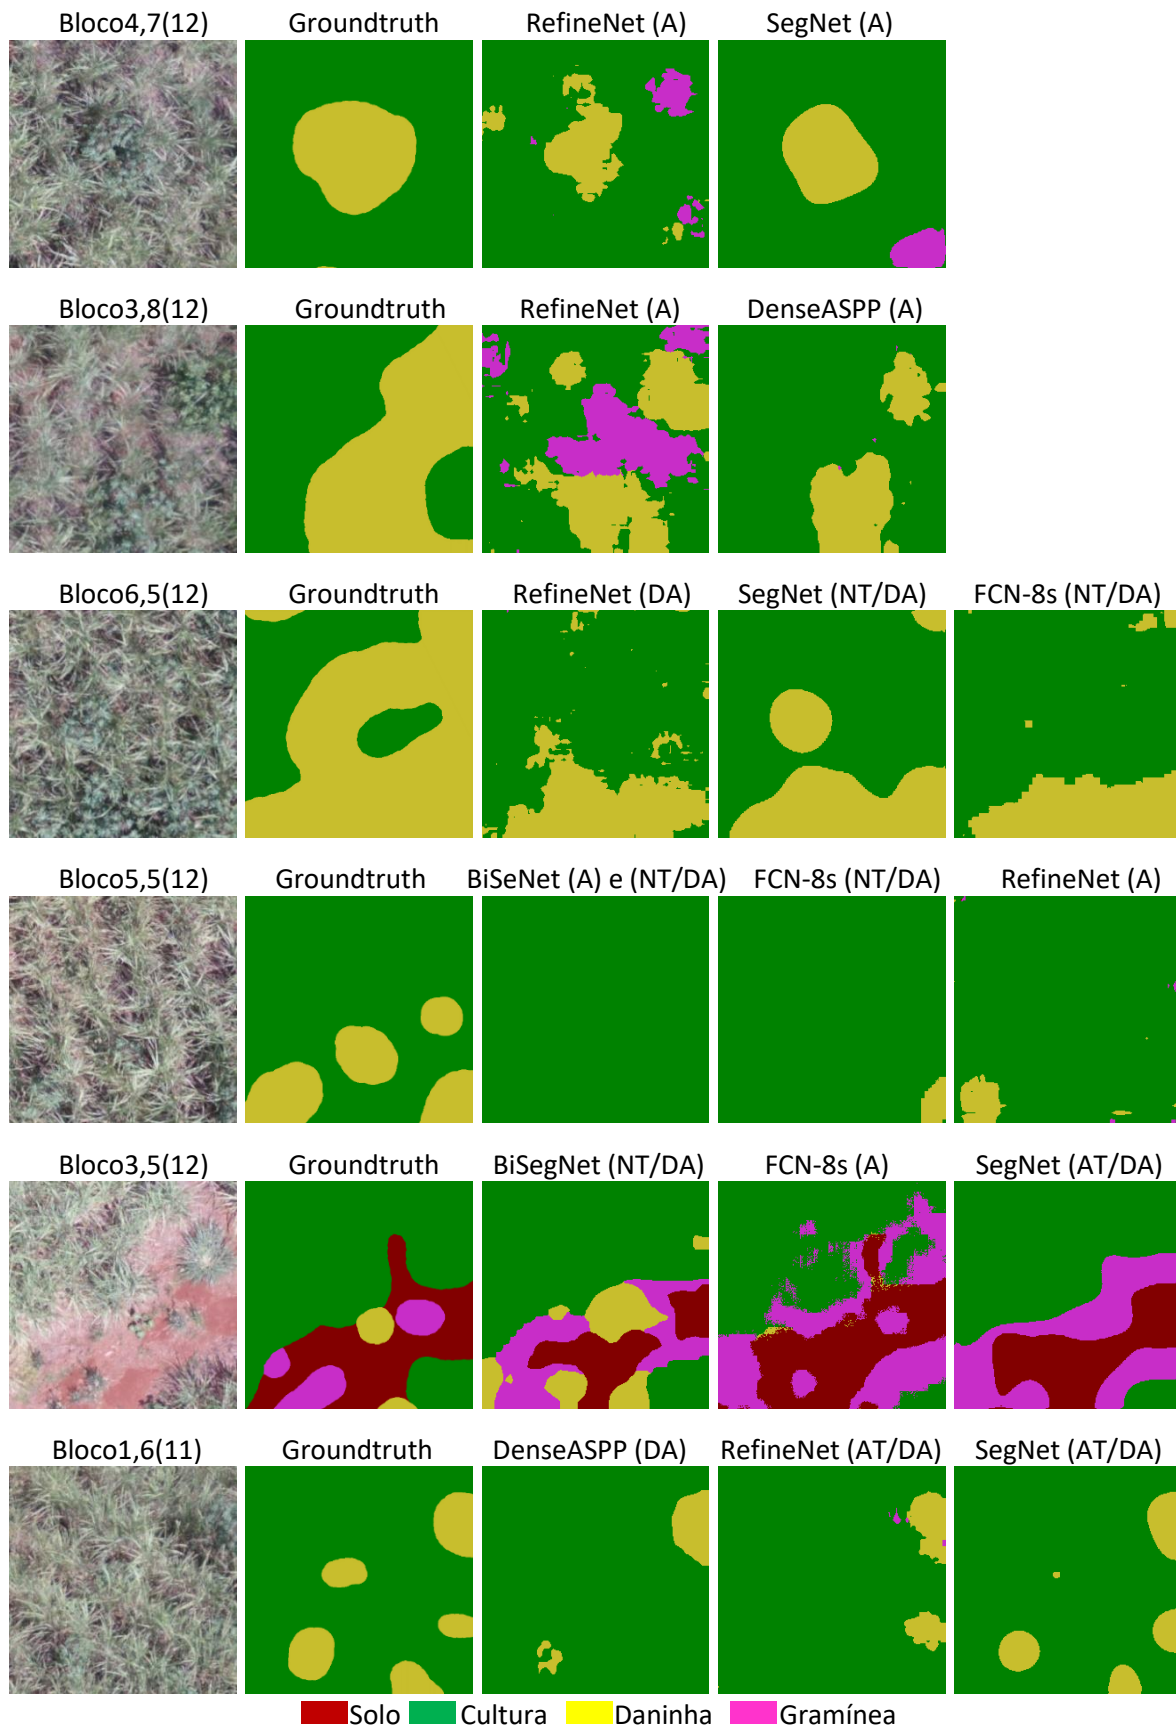 Bloco4,7(12) Groundtruth RefineNet (A) SegNet (A)
Bloco3,8(12) Groundtruth RefineNet (A) DenseASPP (A)
Bloco6,5(12) Groundtruth RefineNet (DA) SegNet (NT/DA) FCN-8s (NT/DA)
Bloco5,5(12) Groundtruth BiSeNet (A) e (NT/DA) FCN-8s (NT/DA) RefineNet (A)
Bloco3,5(12) Groundtruth BiSegNet (NT/DA) FCN-8s (A) SegNet (AT/DA)
Bloco1,6(11) Groundtruth DenseASPP (DA) RefineNet (AT/DA) SegNet (AT/DA)
Solo Cultura Daninha Gramínea